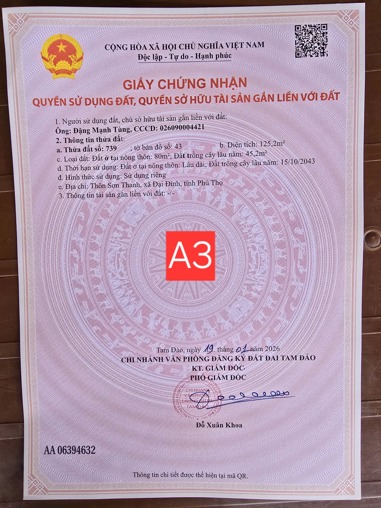 CỘNG HÒA XÃ HỘI CHỦ NGHĨA VIỆT NAM
Độc lập - Tự do - Hạnh phúc
GIẤY CHỨNG NHẬN
QUYỀN SỬ DỤNG ĐẤT, QUYỀN SỞ HỮU TÀI SẢN GẮN LIỀN VỚI ĐẤT
1. Người sử dụng đất, chủ sở hữu tài sản gắn liền với đất:
Ông: Đặng Mạnh Tùng, CCCD: 026090004421
2. Thông tin thửa đất:
a. Thửa đất số: 739 ; tờ bản đồ số: 43 b. Diện tích: 125,2m²
c. Loại đất: Đất ở tại nông thôn: 80m², Đất trồng cây lâu năm: 45,2m²
d. Thời hạn sử dụng: Đất ở tại nông thôn: Lâu dài, Đất trồng cây lâu năm: 15/10/2043
đ. Hình thức sử dụng: Sử dụng riêng
e. Địa chỉ: Thôn Sơn Thanh, xã Đại Đình, tỉnh Phú Thọ
3. Thông tin tài sản gắn liền với đất: -/-
A3
Tam Đảo, ngày 19 tháng 01 năm 2026
CHI NHÁNH VĂN PHÒNG ĐĂNG KÝ ĐẤT ĐAI TAM ĐẢO
KT. GIÁM ĐỐC
PHÓ GIÁM ĐỐC
Đỗ Xuân Khoa
AA 06394632
Thông tin chi tiết được thể hiện tại mã QR.